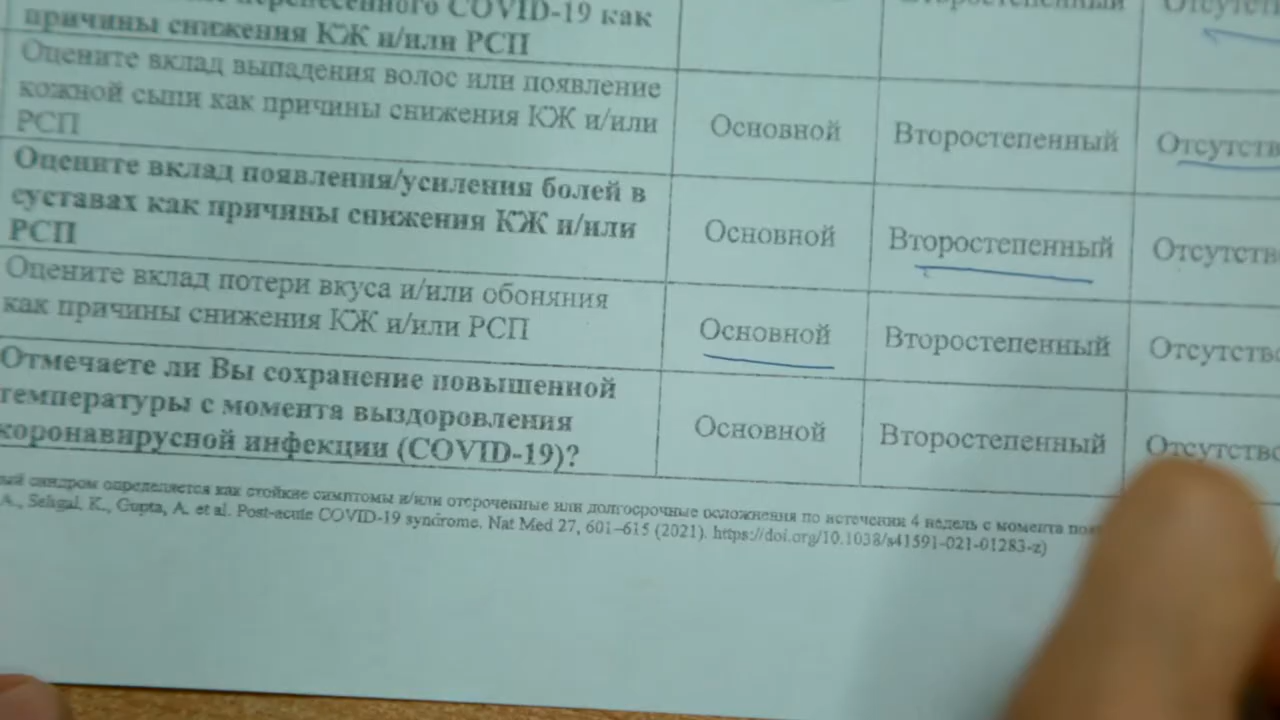 перенесенного COVID-19 как
причины снижения КЖ и/или РСП
Второстепенный
Оцените вклад выпадения волос или появление
кожной сыпи как причины снижения КЖ и/или
РСП
Основной Второстепенный Отсутств
Оцените вклад появления/усиления болей в
суставах как причины снижения КЖ и/или
РСП
Основной Второстепенный Отсутств
Оцените вклад потери вкуса и/или обоняния
как причины снижения КЖ и/или РСП
Основной Второстепенный Отсутство
Отмечаете ли Вы сохранение повышенной
температуры с момента выздоровления
коронавирусной инфекции (COVID-19)?
Основной Второстепенный Отсутство
ый синдром определяется как стойкие симптомы и/или отсроченные или долгосрочные осложнения по истечении 4 недель с момента
A., Sehgal, K., Gupta, A. et al. Post-acute COVID-19 syndrome. Nat Med 27, 601–615 (2021). https://doi.org/10.1038/s41591-021-01283-z)